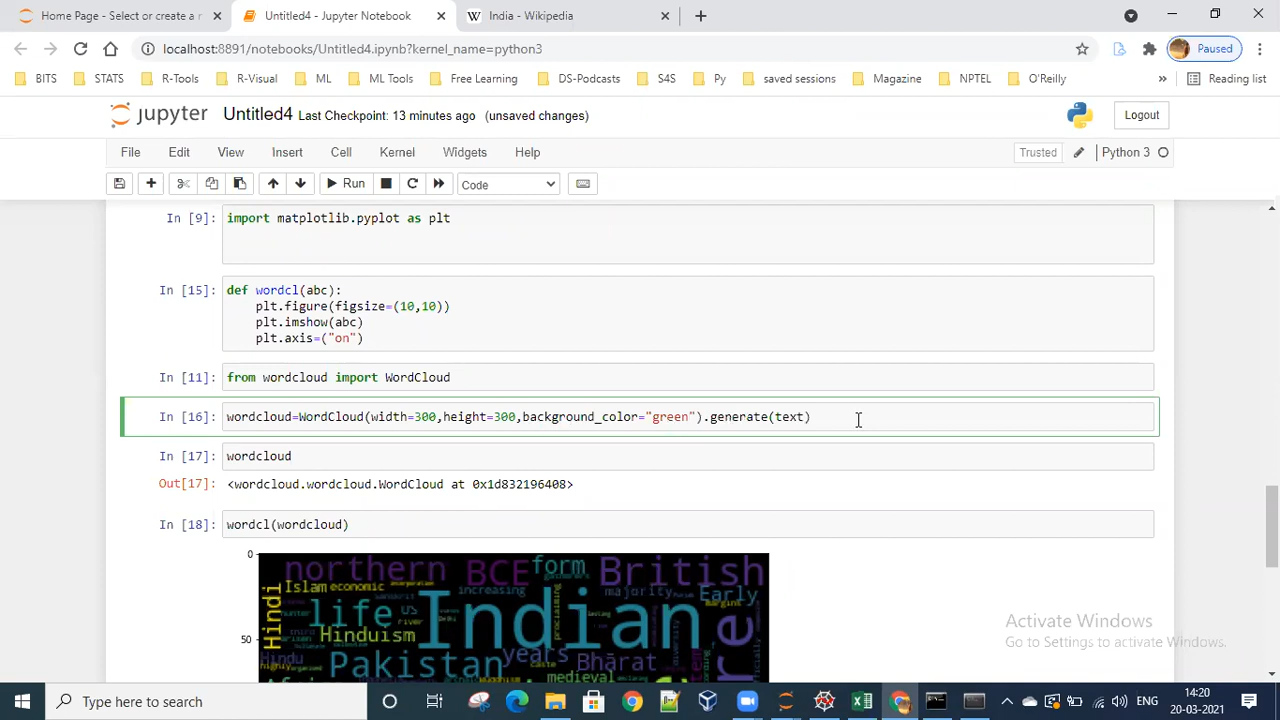 Home Page - Select or create a n
Untitled4 - Jupyter Notebook
India - Wikipedia
localhost:8891/notebooks/Untitled4.ipynb?kernel_name=python3
Paused
BITS
STATS
R-Tools
R-Visual
ML
ML Tools
Free Learning
DS-Podcasts
S4S
Py
saved sessions
Magazine
NPTEL
O'Reilly
»
Reading list
jupyter Untitled4 Last Checkpoint: 13 minutes ago (unsaved changes)
Logout
File Edit View Insert Cell Kernel Widgets Help
Trusted
Python 3
Run
Code
In [9]: import matplotlib.pyplot as plt
In [15]: def wordcl(abc):
plt.figure(figsize=(10,10))
plt.imshow(abc)
plt.axis=("on")
In [11]: from wordcloud import WordCloud
In [16]: wordcloud=WordCloud(width=300,height=300,background_color="green").generate(text)
In [17]: wordcloud
Out[17]: <wordcloud.wordcloud.WordCloud at 0x1d832196408>
In [18]: wordcl(wordcloud)
0
northern BCE form British
Islam economic increasing majority Early
Hindi life us Indian
river
50
Hinduism
Hindu Pakistan years Bharat
medieval
Activate Windows
Go to Settings to activate Windows.
Type here to search
ENG
14:20
20-03-2021